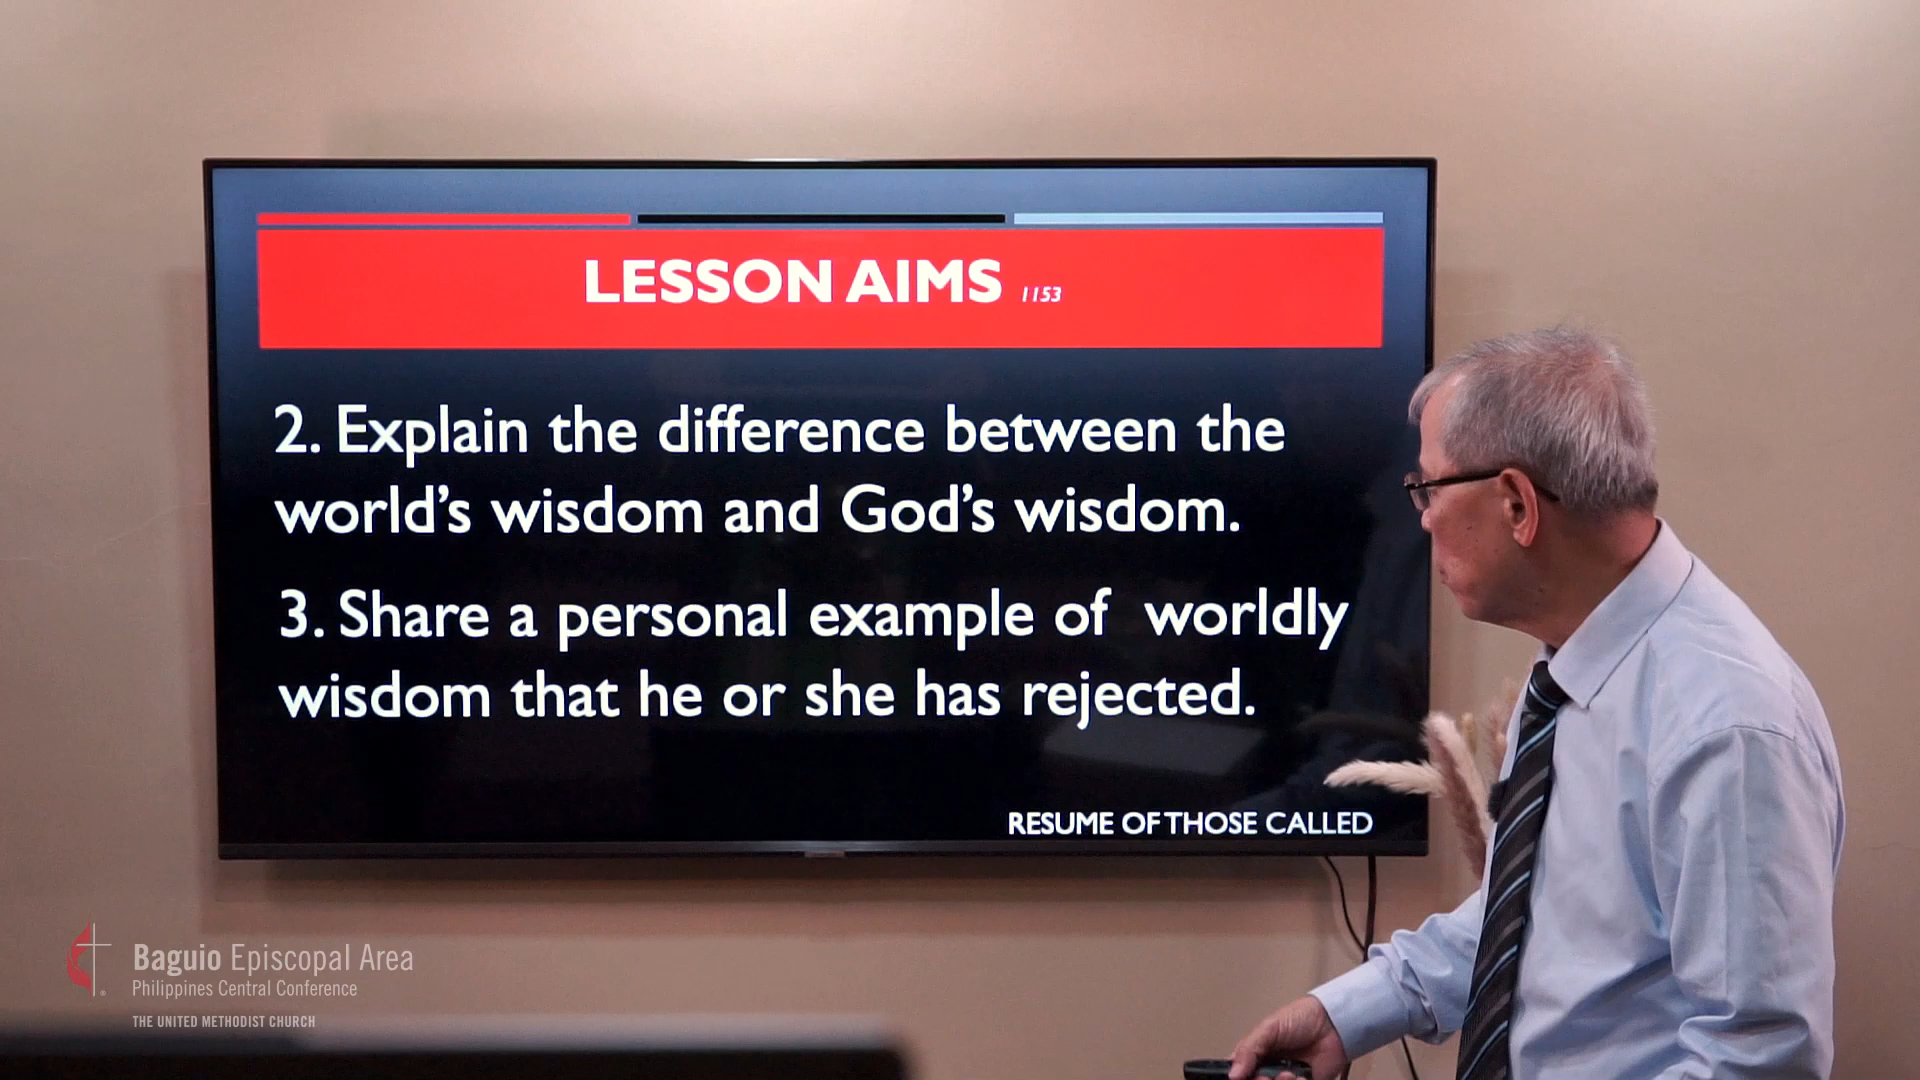 LESSON AIMS 1153
2. Explain the difference between the
world's wisdom and God's wisdom.
3. Share a personal example of worldly
wisdom that he or she has rejected.
RESUME OF THOSE CALLED
Baguio Episcopal Area
Philippines Central Conference
THE UNITED METHODIST CHURCH